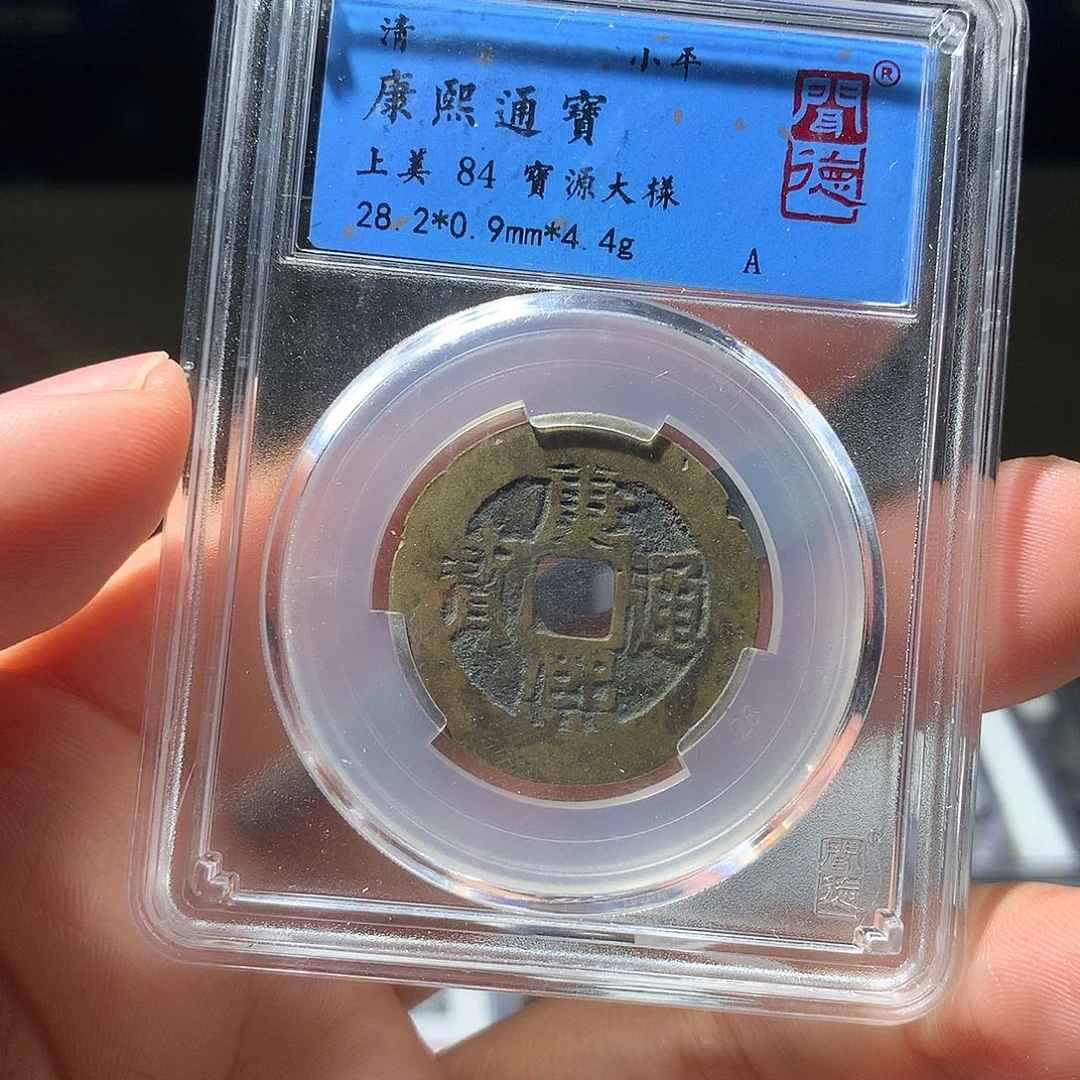 清 小平
康熙通寶
上美 84 寶源大樣
28.2*0.9mm*4.4g
A
聞德®
康熙通寶
28
聞德